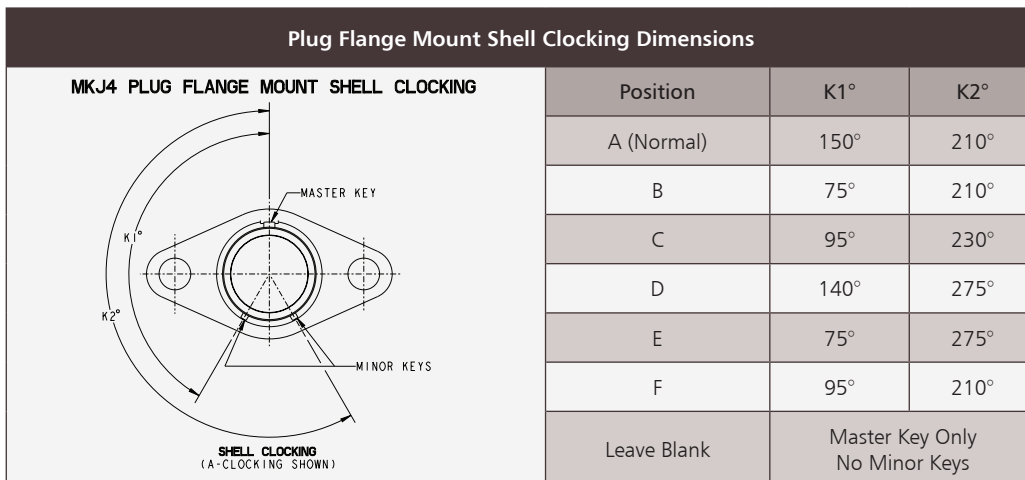 Plug Flange Mount Shell Clocking Dimensions
MKJ4 PLUG FLANGE MOUNT SHELL CLOCKING
MASTER KEY
K1°
K2°
MINOR KEYS
SHELL CLOCKING
(A-CLOCKING SHOWN)
Position K1° K2°
A (Normal) 150° 210°
B 75° 210°
C 95° 230°
D 140° 275°
E 75° 275°
F 95° 210°
Leave Blank Master Key Only
No Minor Keys